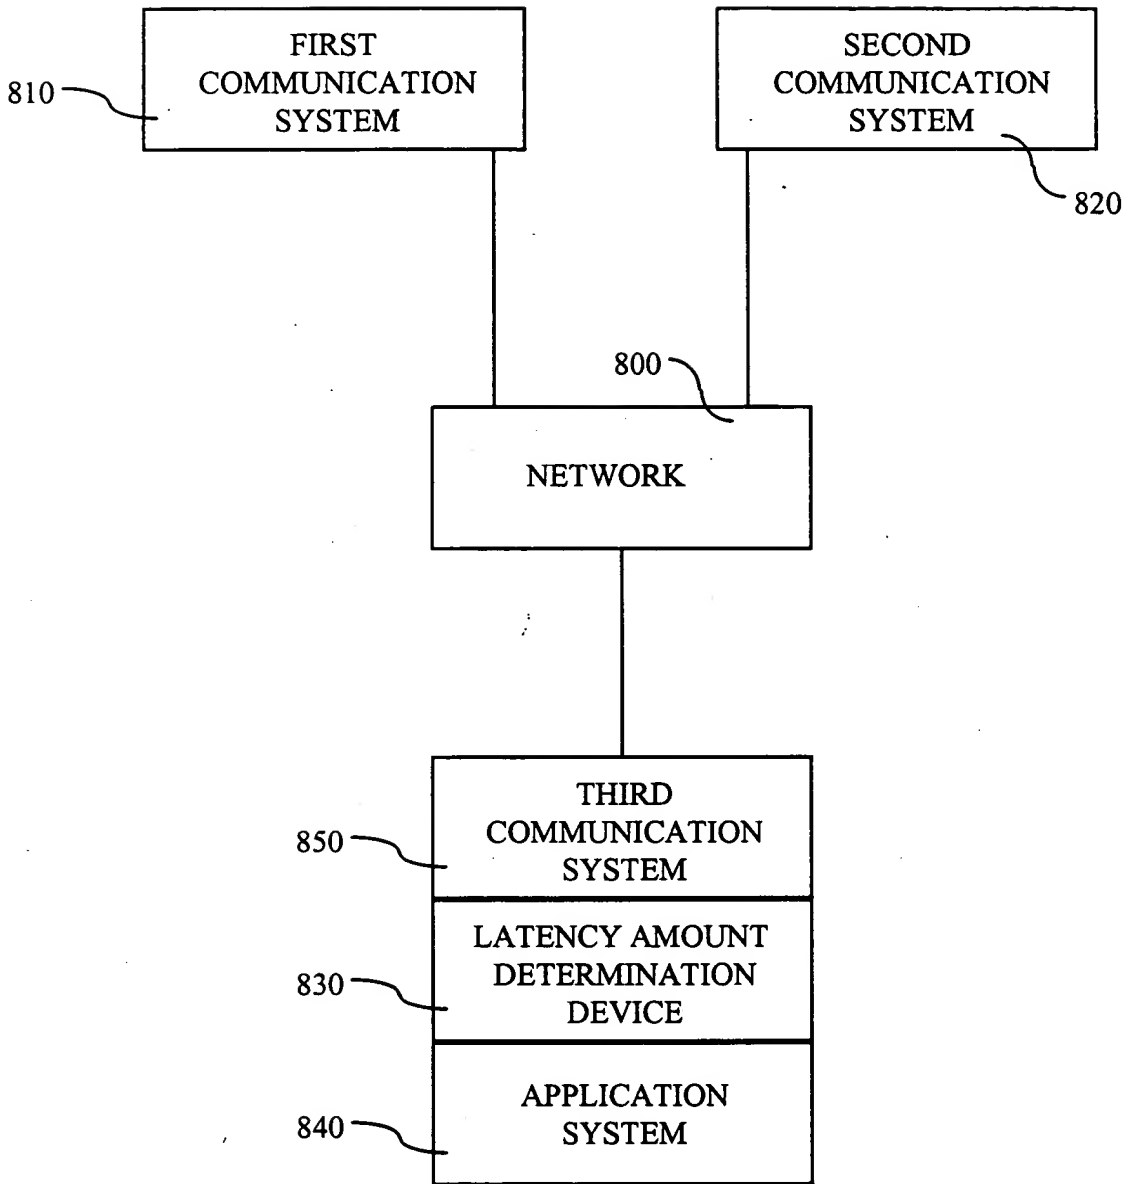 FIRST
COMMUNICATION
SYSTEM
810
SECOND
COMMUNICATION
SYSTEM
820
800
NETWORK
THIRD
COMMUNICATION
SYSTEM
850
LATENCY AMOUNT
DETERMINATION
DEVICE
830
APPLICATION
SYSTEM
840